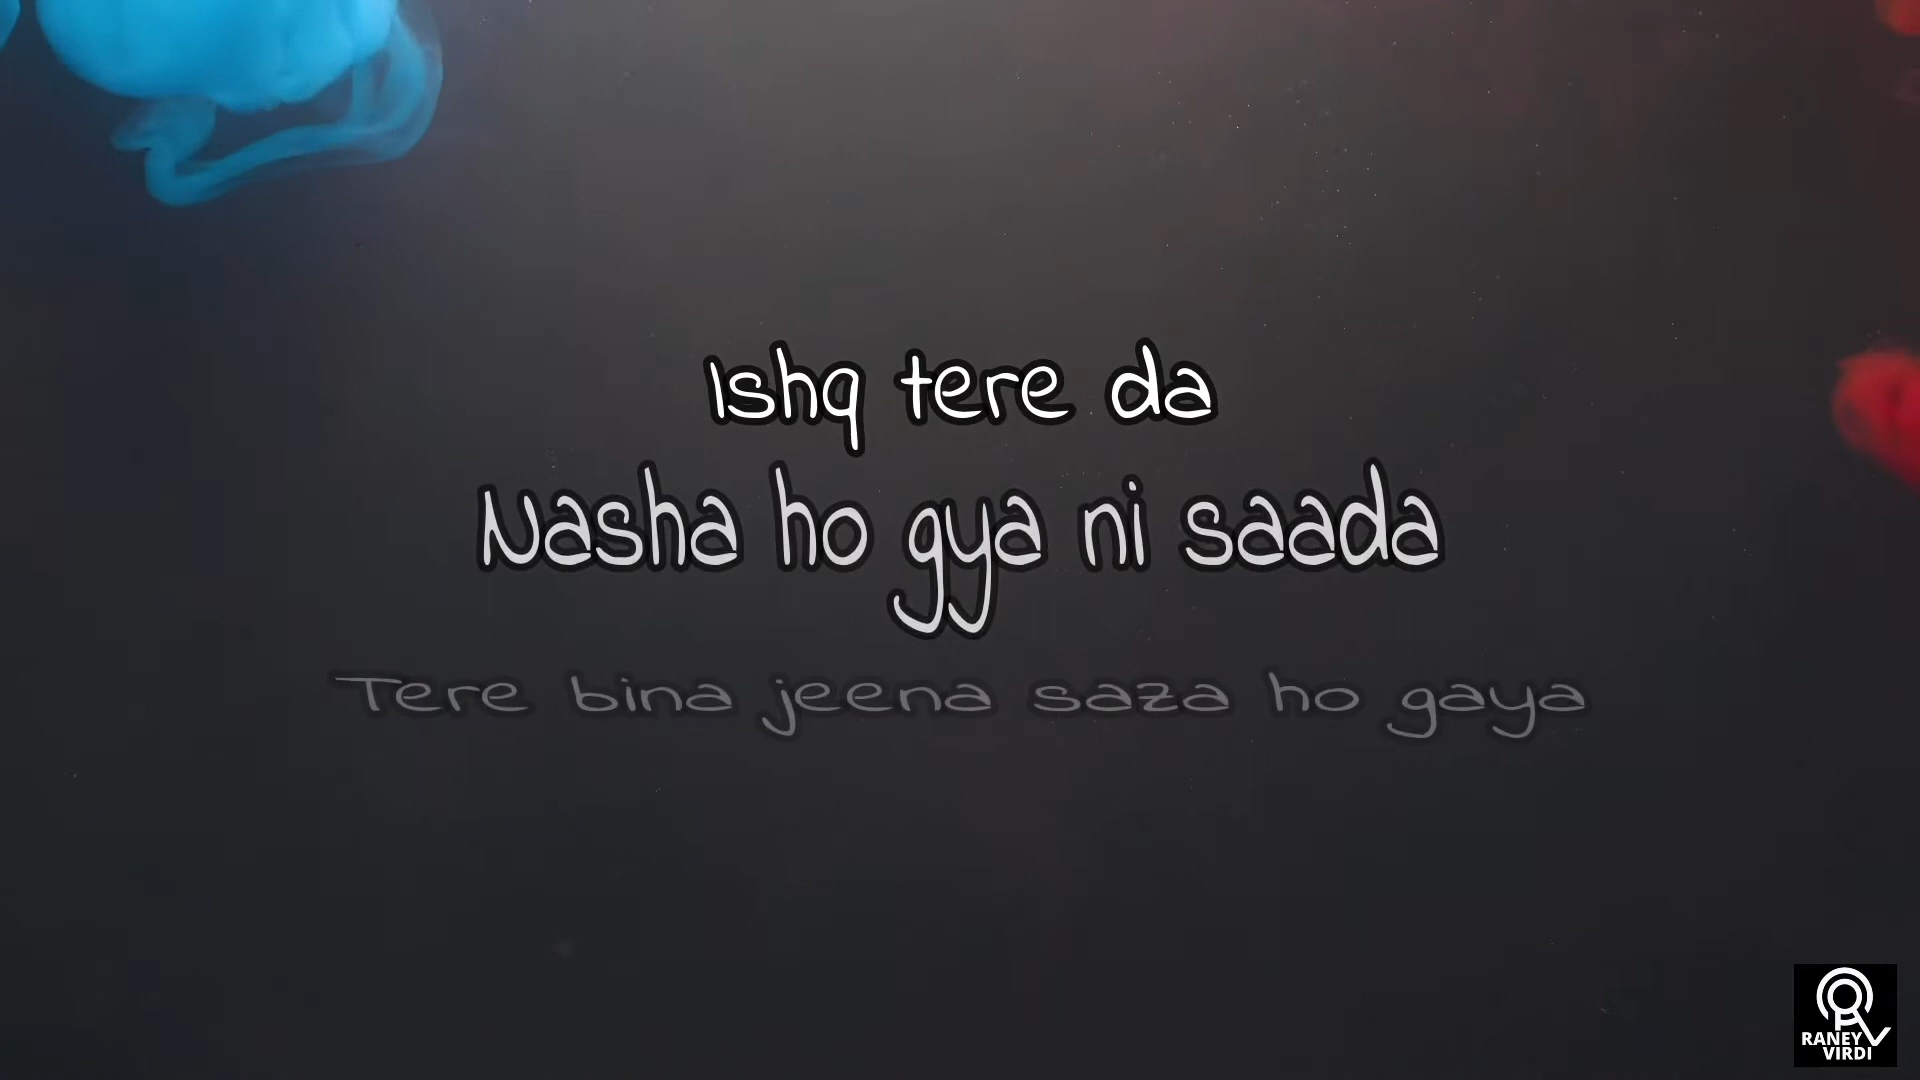 Ishq tere da
Nasha ho gya ni saada
Tere bina jeena saza ho gaya
RANEY
VIRDI